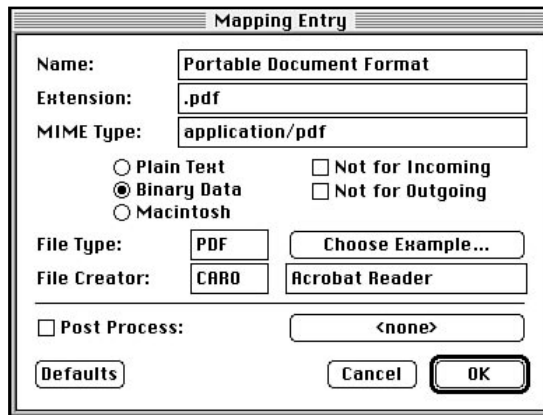 Mapping Entry
Name: Portable Document Format
Extension: .pdf
MIME Type: application/pdf
Plain Text Not for Incoming
Binary Data Not for Outgoing
Macintosh
File Type: PDF Choose Example...
File Creator: CARO Acrobat Reader
Post Process: <none>
Defaults Cancel OK